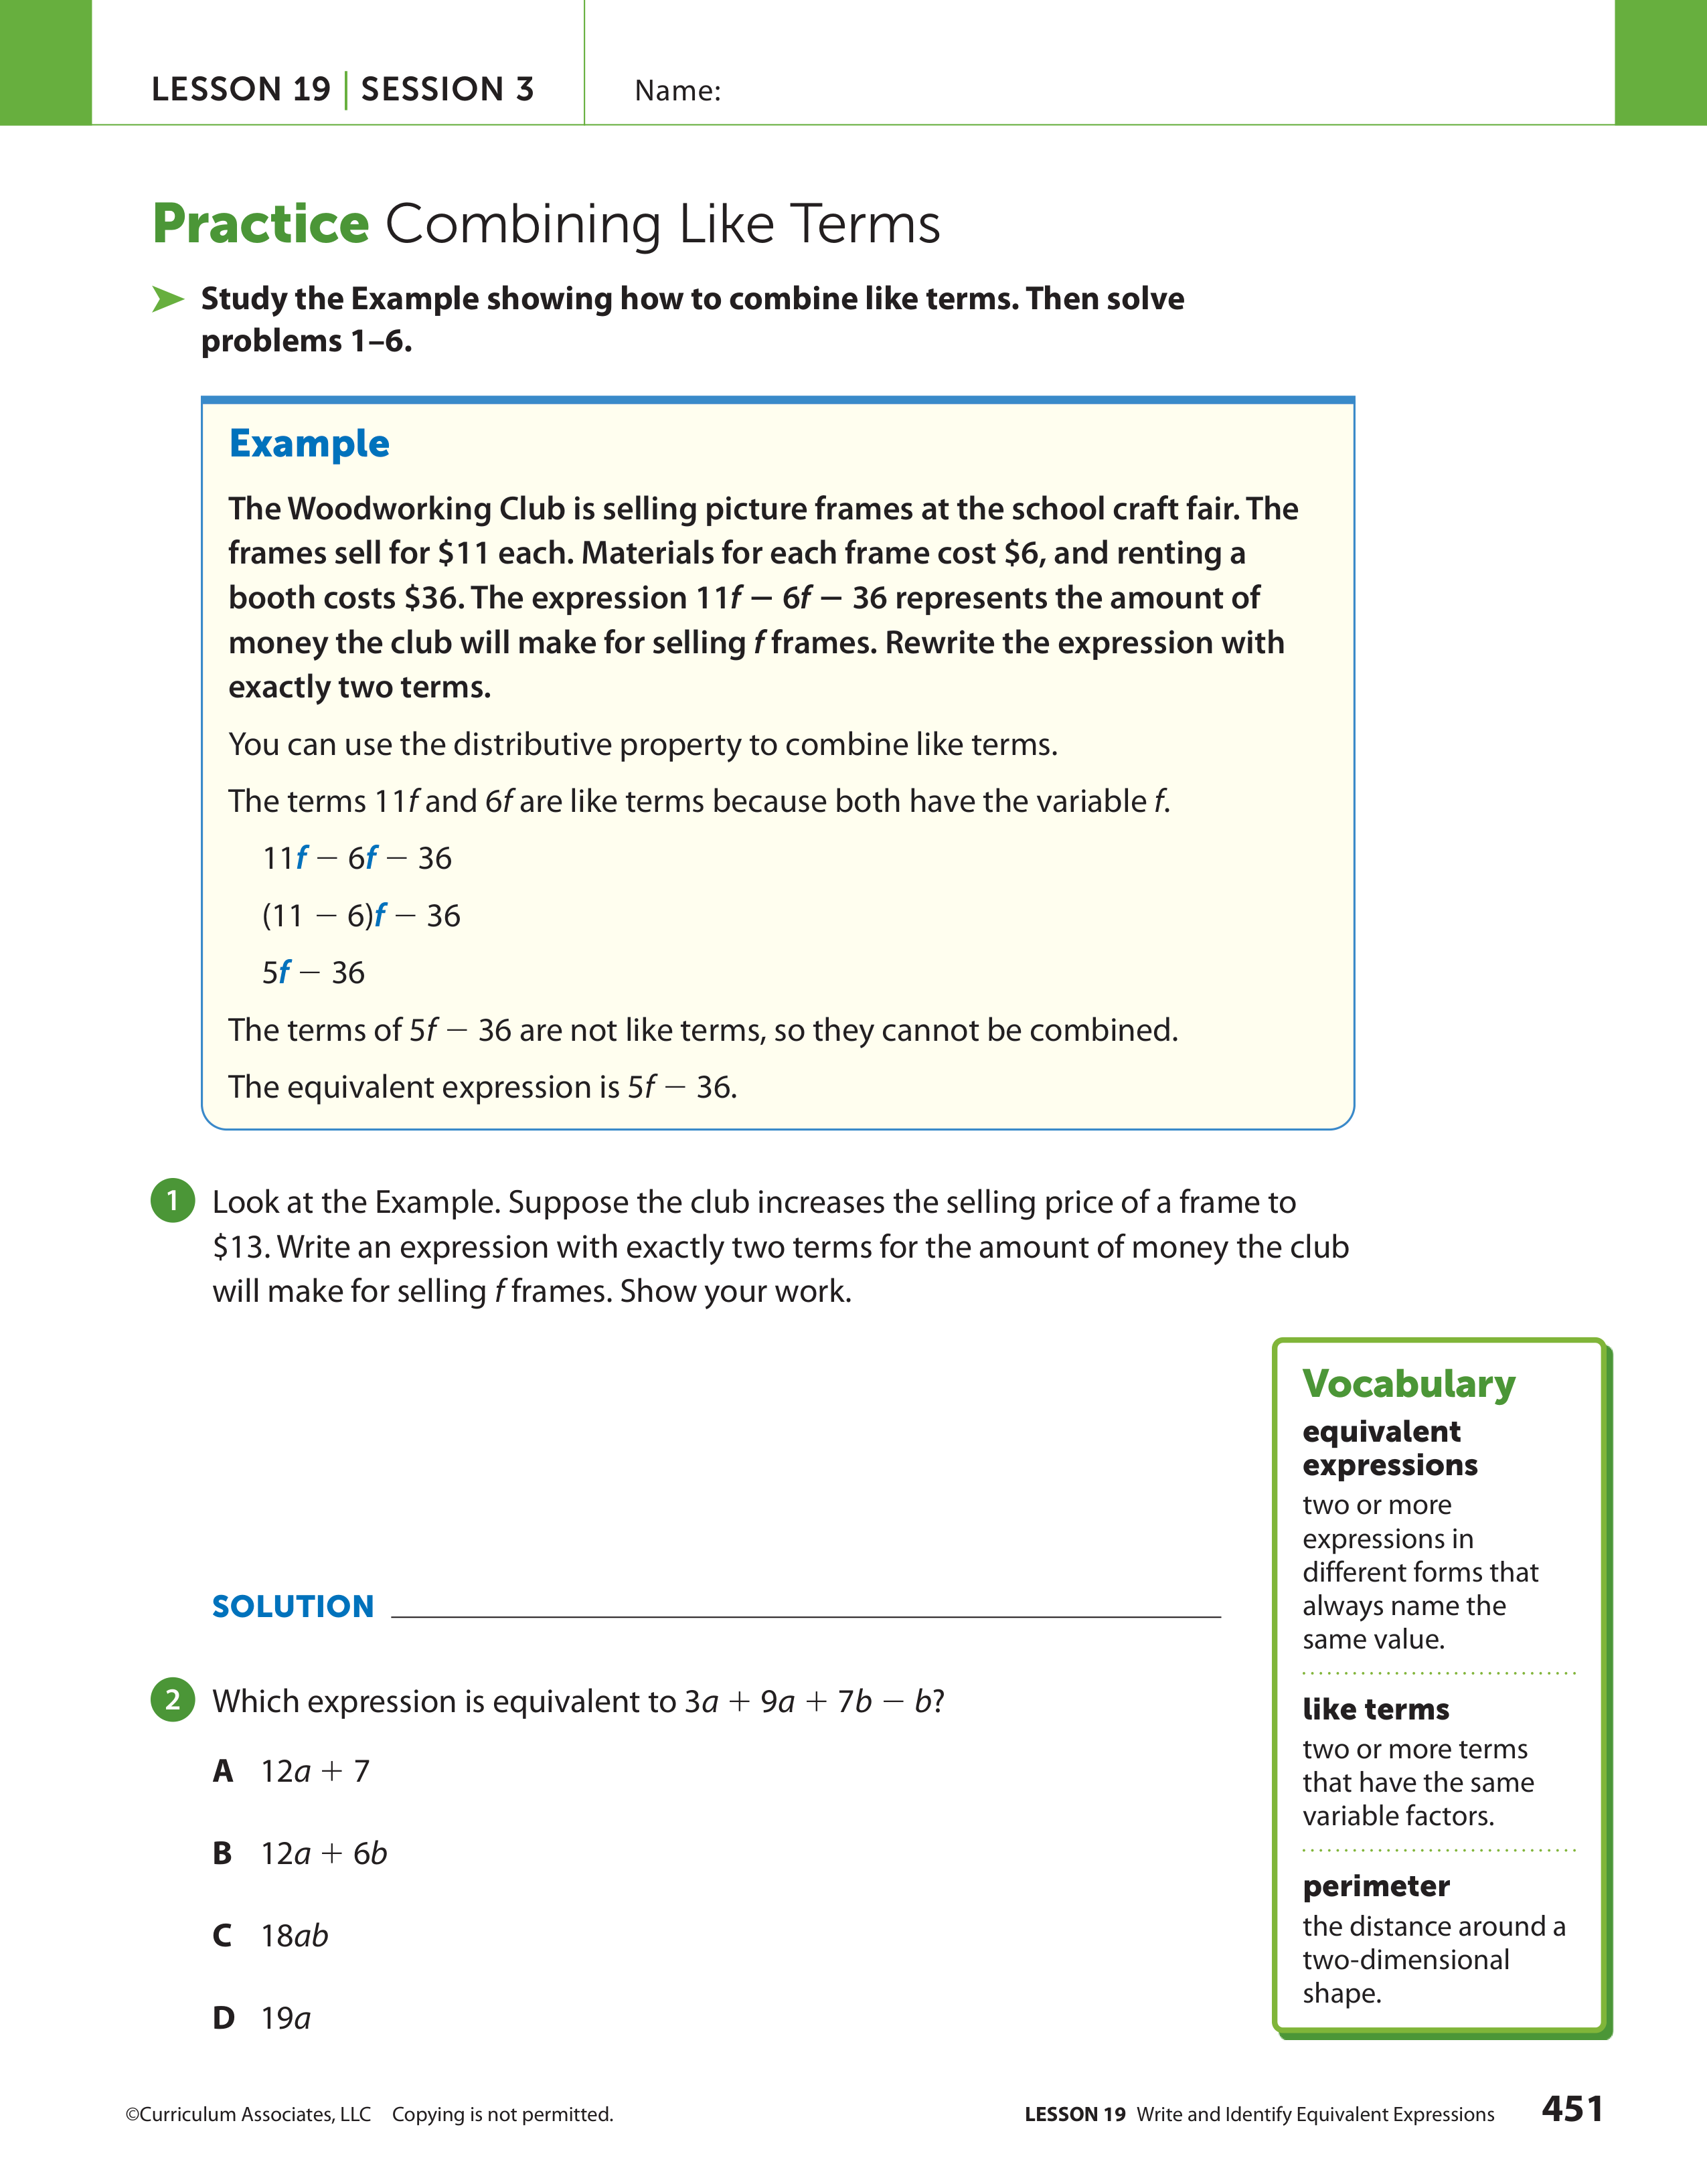 LESSON 19 | SESSION 3
Name:
Practice Combining Like Terms
Study the Example showing how to combine like terms. Then solve
problems 1–6.
Example
The Woodworking Club is selling picture frames at the school craft fair. The
frames sell for $11 each. Materials for each frame cost $6, and renting a
booth costs $36. The expression 11f − 6f − 36 represents the amount of
money the club will make for selling f frames. Rewrite the expression with
exactly two terms.
You can use the distributive property to combine like terms.
The terms 11f and 6f are like terms because both have the variable f.
11f − 6f − 36
(11 − 6)f − 36
5f − 36
The terms of 5f − 36 are not like terms, so they cannot be combined.
The equivalent expression is 5f − 36.
1 Look at the Example. Suppose the club increases the selling price of a frame to
$13. Write an expression with exactly two terms for the amount of money the club
will make for selling f frames. Show your work.
SOLUTION
2 Which expression is equivalent to 3a + 9a + 7b − b?
A 12a + 7
B 12a + 6b
C 18ab
D 19a
Vocabulary
equivalent
expressions
two or more
expressions in
different forms that
always name the
same value.
like terms
two or more terms
that have the same
variable factors.
perimeter
the distance around a
two-dimensional
shape.
©Curriculum Associates, LLC Copying is not permitted.
LESSON 19 Write and Identify Equivalent Expressions 451